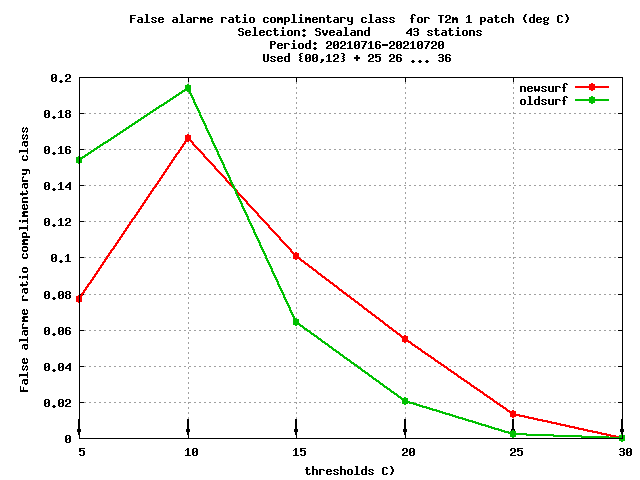 False alarme ratio complimentary class  for T2m 1 patch (deg C)
Selection: Svealand     43 stations
Period: 20210716-20210720
Used {00,12} + 25 26 ... 36
newsurf
oldsurf
False alarme ratio complimentary class
0.2
0.18
0.16
0.14
0.12
0.1
0.08
0.06
0.04
0.02
0
5 10 15 20 25 30
thresholds C)